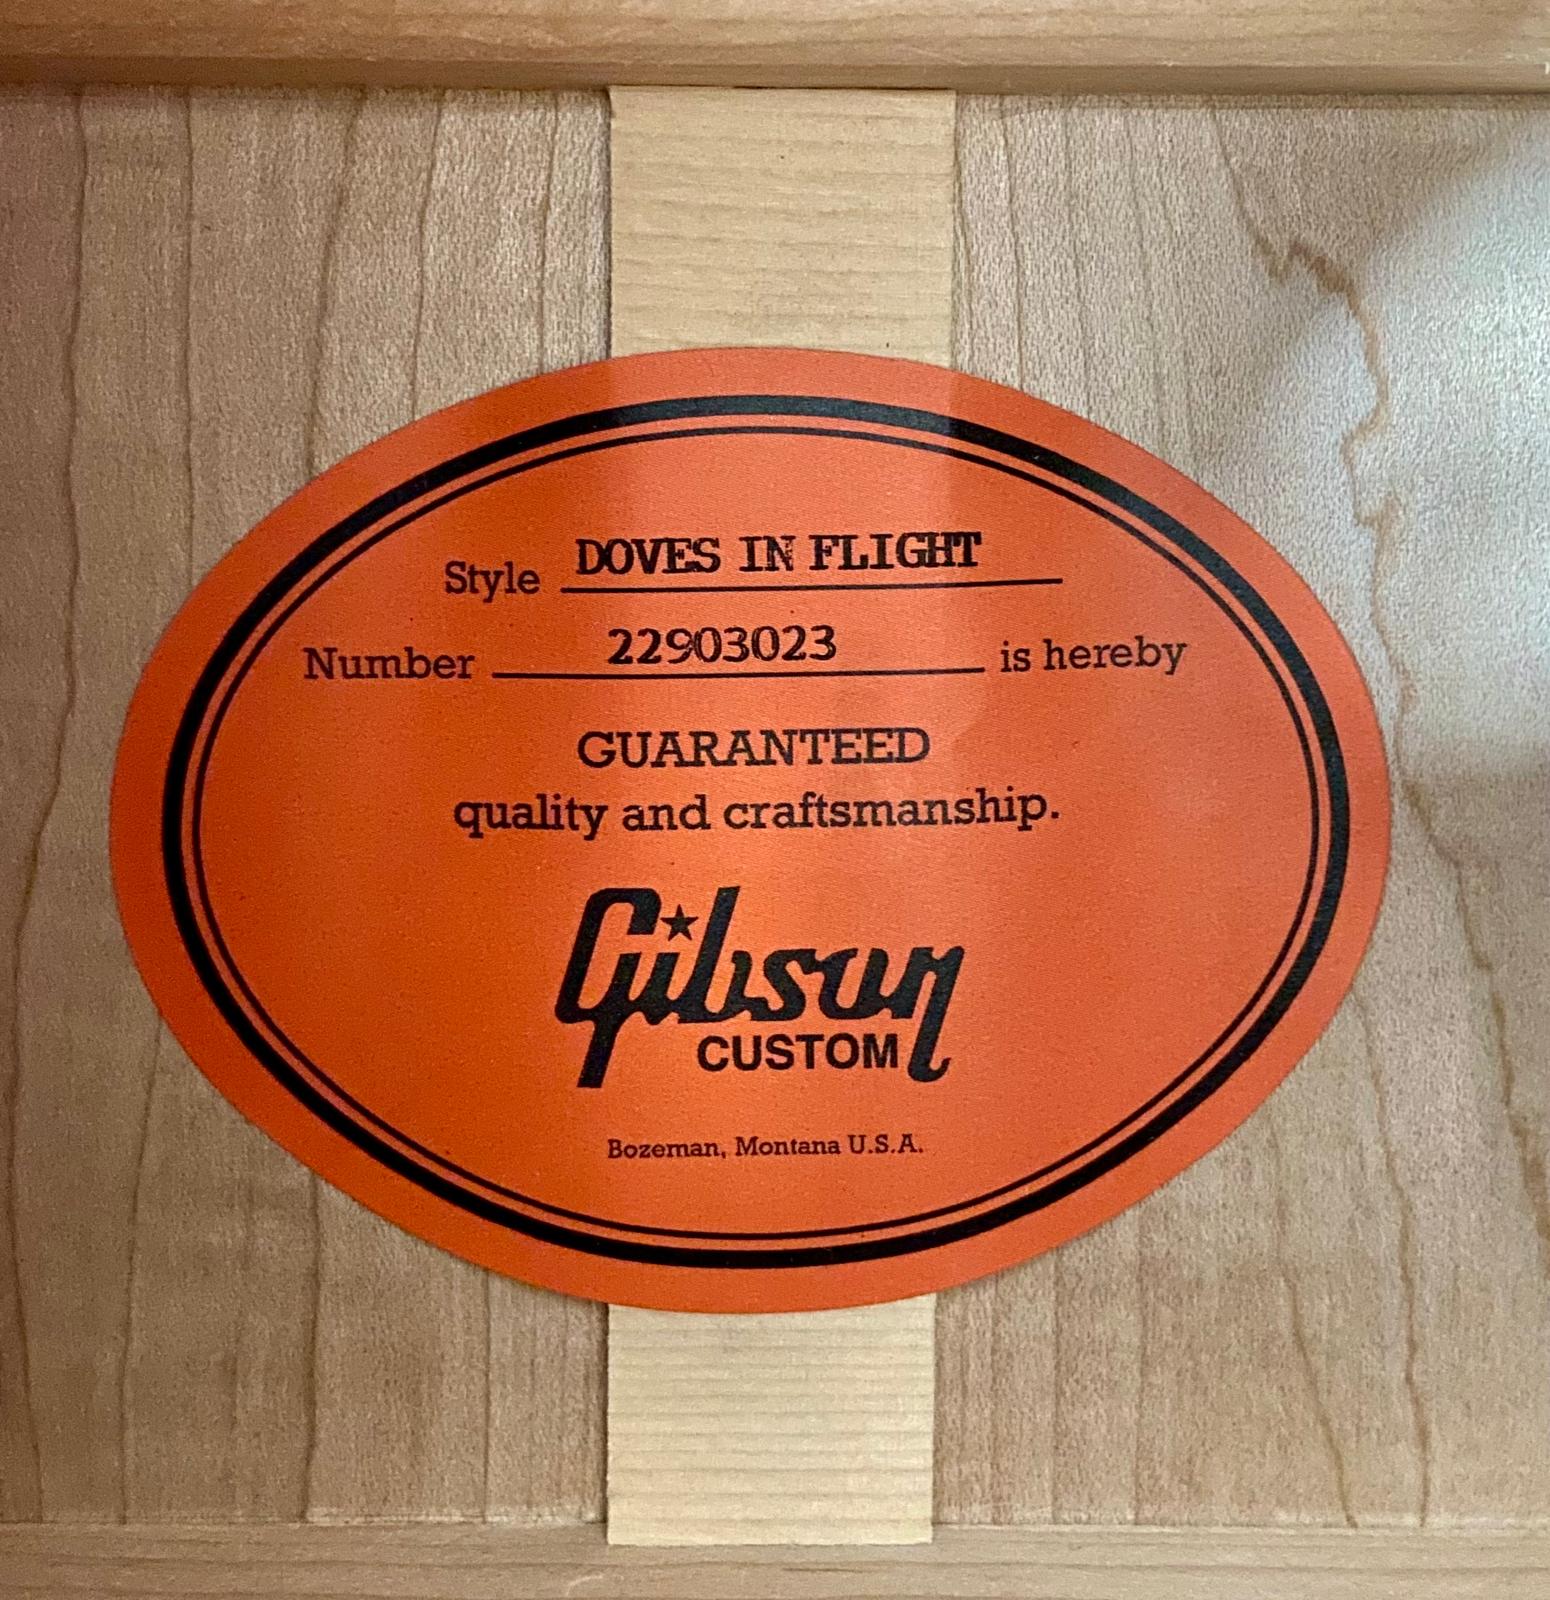 Style DOVES IN FLIGHT
Number 22903023 is hereby
GUARANTEED
quality and craftsmanship.
Gibson
CUSTOM
Bozeman, Montana U.S.A.